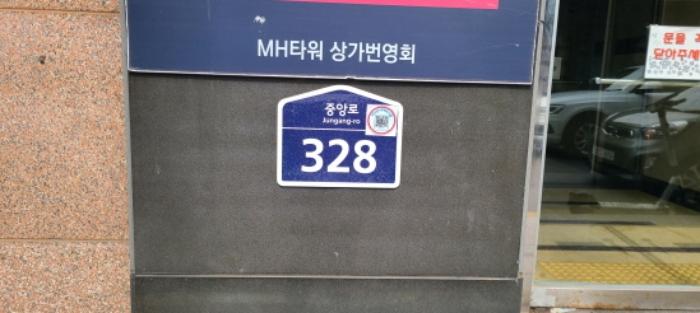 MH타워 상가번영회
중앙로
Jungang-ro
328
문을 꼭
닫아주세